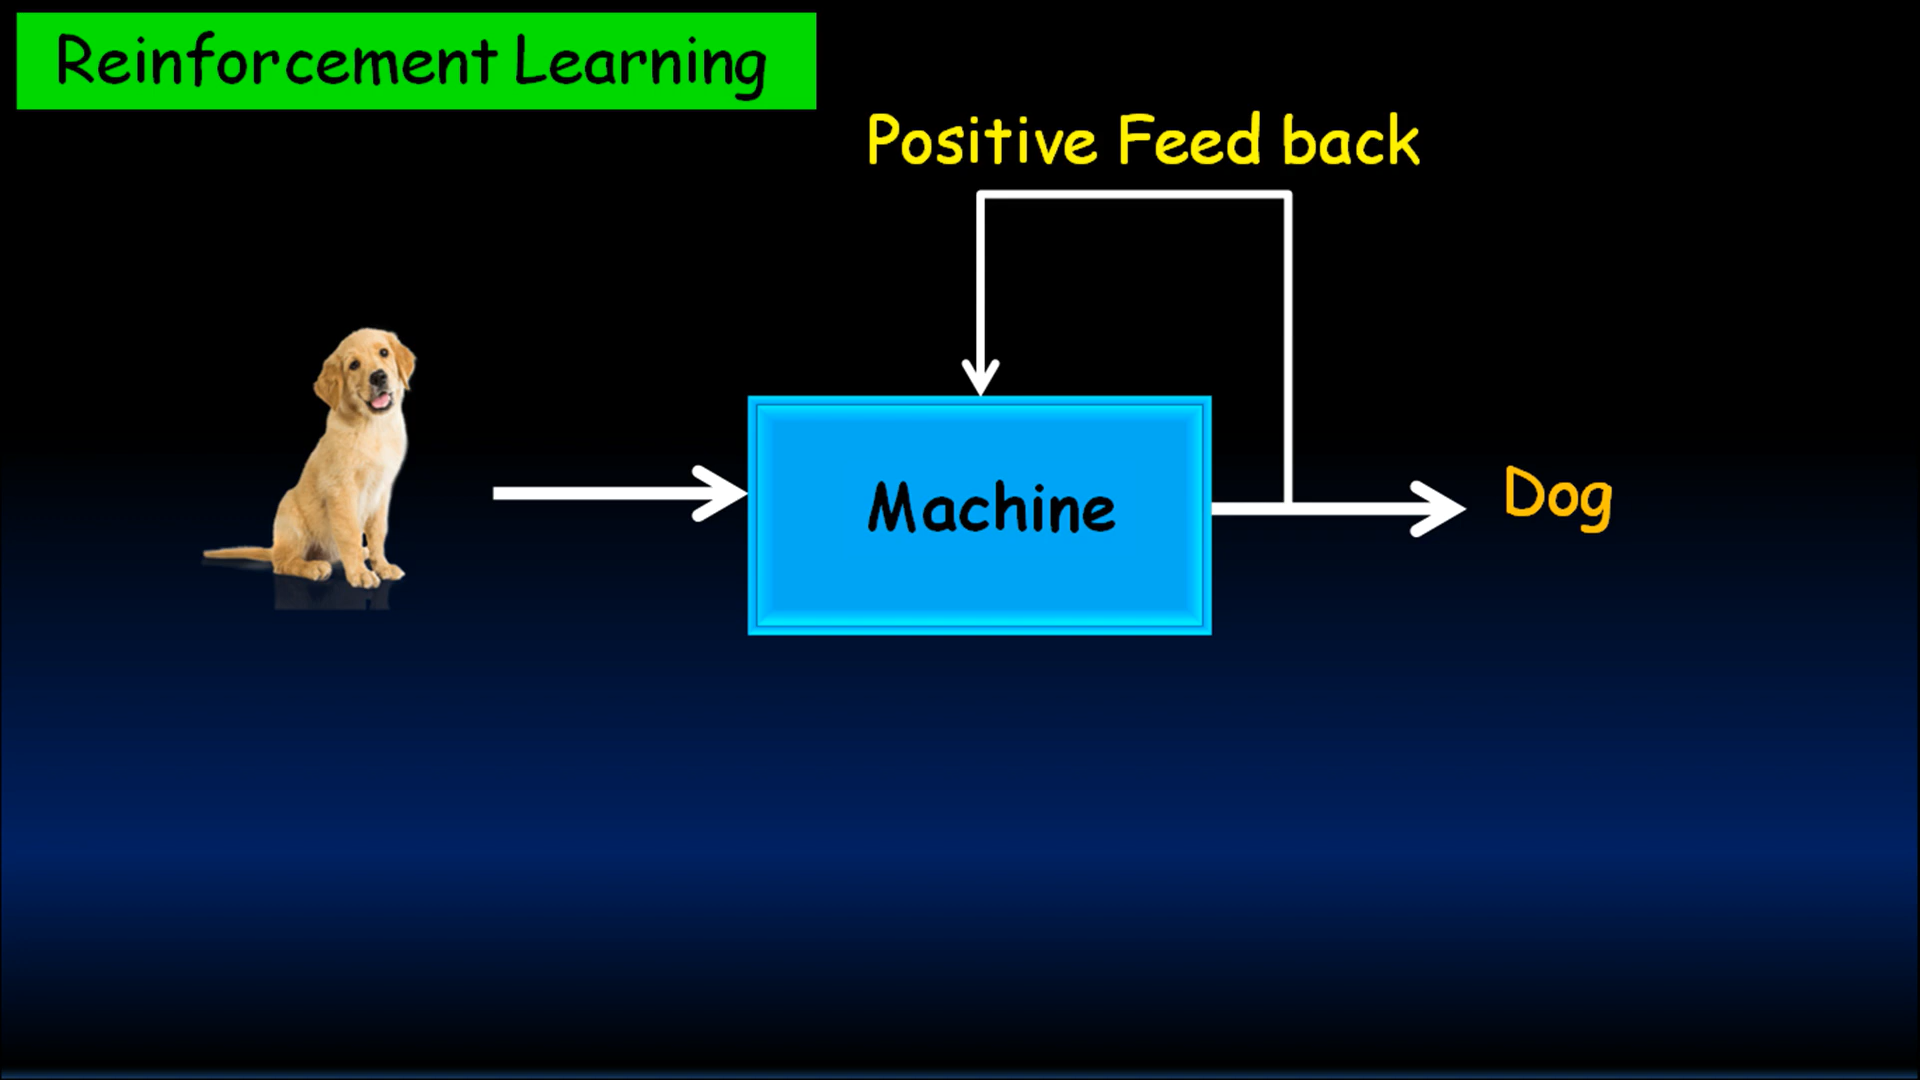 Reinforcement Learning
Positive Feed back
Machine
Dog